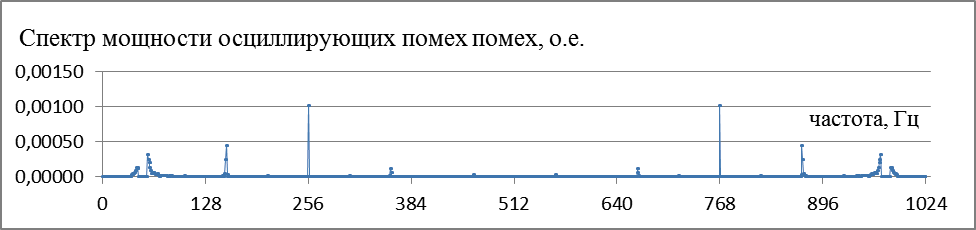 Спектр мощности осциллирующих помех помех, о.е.
0,00150
0,00100
0,00050
0,00000
частота, Гц
0 128 256 384 512 640 768 896 1024